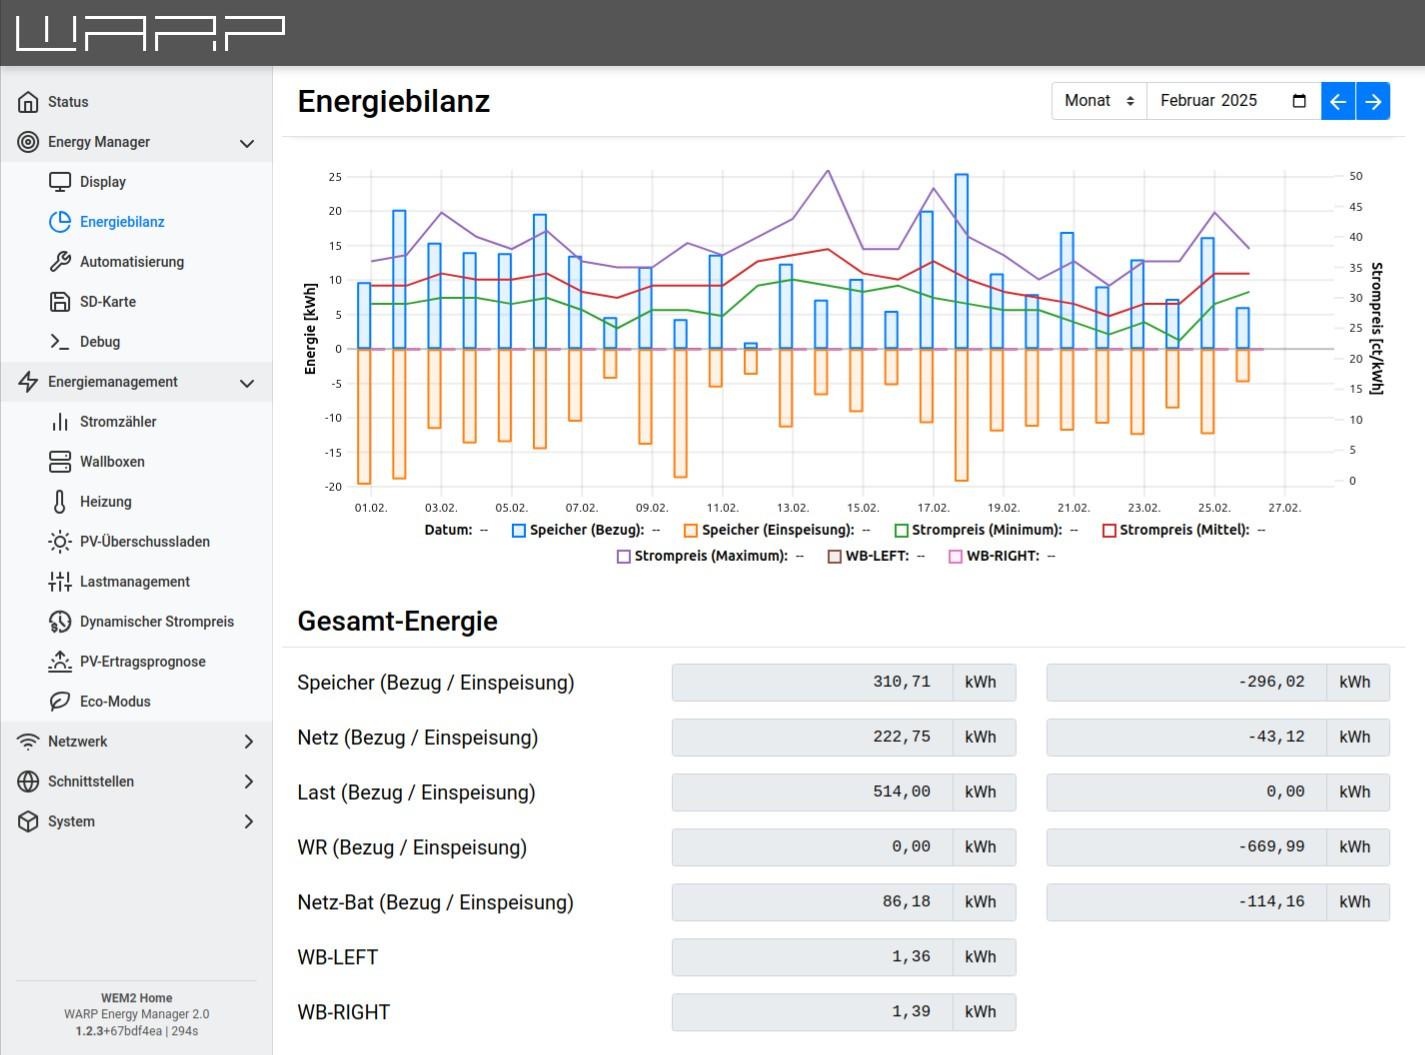 WARP
Status
Energy Manager
Display
Energiebilanz
Automatisierung
SD-Karte
Debug
Energiemanagement
Stromzähler
Wallboxen
Heizung
PV-Überschussladen
Lastmanagement
Dynamischer Strompreis
PV-Ertragsprognose
Eco-Modus
Netzwerk
Schnittstellen
System
WEM2 Home
WARP Energy Manager 2.0
1.2.3+67bdf4ea | 294s
Energiebilanz
Monat
Februar 2025
Energie [kWh]
25
20
15
10
5
0
-5
-10
-15
-20
50
45
40
35
30
25
20
15
10
5
0
Strompreis [ct/kWh]
01.02. 03.02. 05.02. 07.02. 09.02. 11.02. 13.02. 15.02. 17.02. 19.02. 21.02. 23.02. 25.02. 27.02.
Datum: -- Speicher (Bezug): -- Speicher (Einspeisung): -- Strompreis (Minimum): -- Strompreis (Mittel): --
Strompreis (Maximum): -- WB-LEFT: -- WB-RIGHT: --
Gesamt-Energie
Speicher (Bezug / Einspeisung) 310,71 kWh -296,02 kWh
Netz (Bezug / Einspeisung) 222,75 kWh -43,12 kWh
Last (Bezug / Einspeisung) 514,00 kWh 0,00 kWh
WR (Bezug / Einspeisung) 0,00 kWh -669,99 kWh
Netz-Bat (Bezug / Einspeisung) 86,18 kWh -114,16 kWh
WB-LEFT 1,36 kWh
WB-RIGHT 1,39 kWh